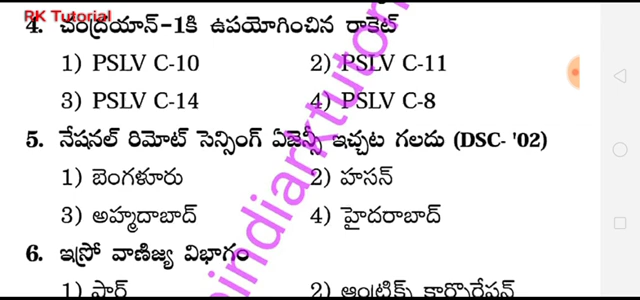 RK Tutorial
4. చంద్రయాన్-1కి ఉపయోగించిన రాకెట్
1) PSLV C-10 2) PSLV C-11
3) PSLV C-14 4) PSLV C-8
5. నేషనల్ రిమోట్ సెన్సింగ్ ఏజెన్సీ ఇచ్చట గలదు (DSC- '02)
1) బెంగళూరు 2) హసన్
3) అహ్మదాబాద్ 4) హైదరాబాద్
6. ఇస్రో వాణిజ్య విభాగం
1) షార్ 2) ఆంట్రిక్స్ కార్పొరేషన్
indianktutor